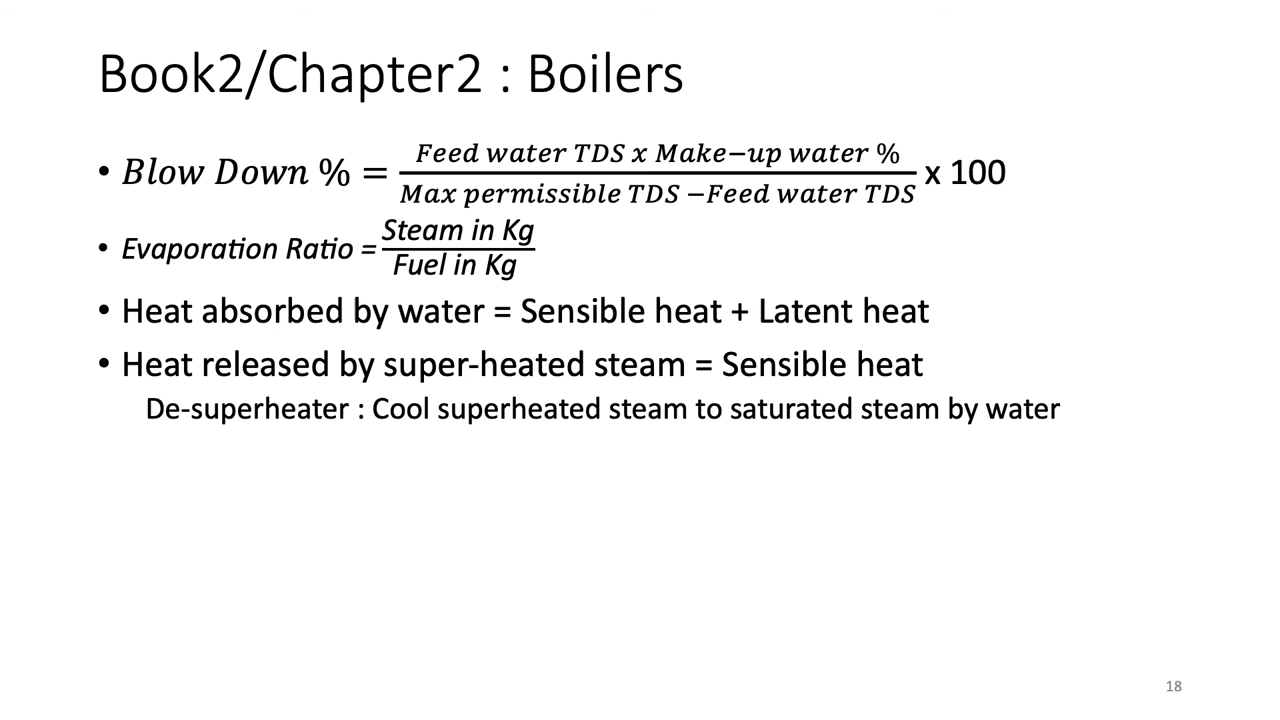 Book2/Chapter2 : Boilers
• Blow Down % = Feed water TDS x Make−up water % / Max permissible TDS −Feed water TDS x 100
• Evaporation Ratio = Steam in Kg / Fuel in Kg
• Heat absorbed by water = Sensible heat + Latent heat
• Heat released by super-heated steam = Sensible heat
De-superheater : Cool superheated steam to saturated steam by water
18